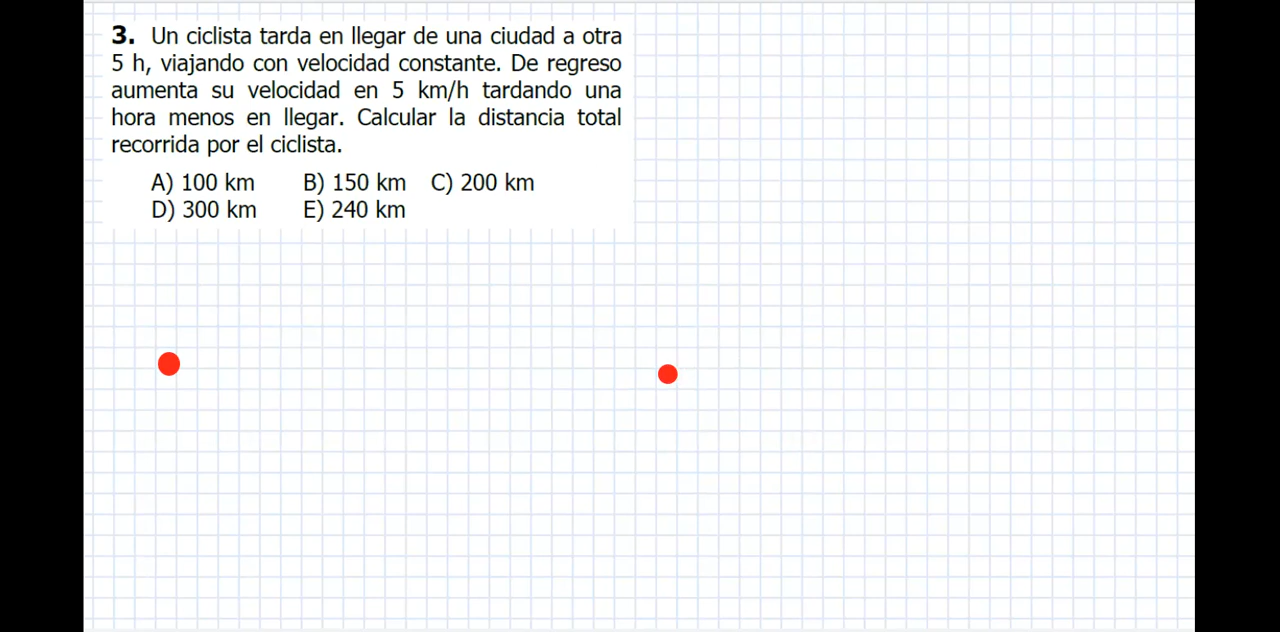 3. Un ciclista tarda en llegar de una ciudad a otra
5 h, viajando con velocidad constante. De regreso
aumenta su velocidad en 5 km/h tardando una
hora menos en llegar. Calcular la distancia total
recorrida por el ciclista.
A) 100 km B) 150 km C) 200 km
D) 300 km E) 240 km